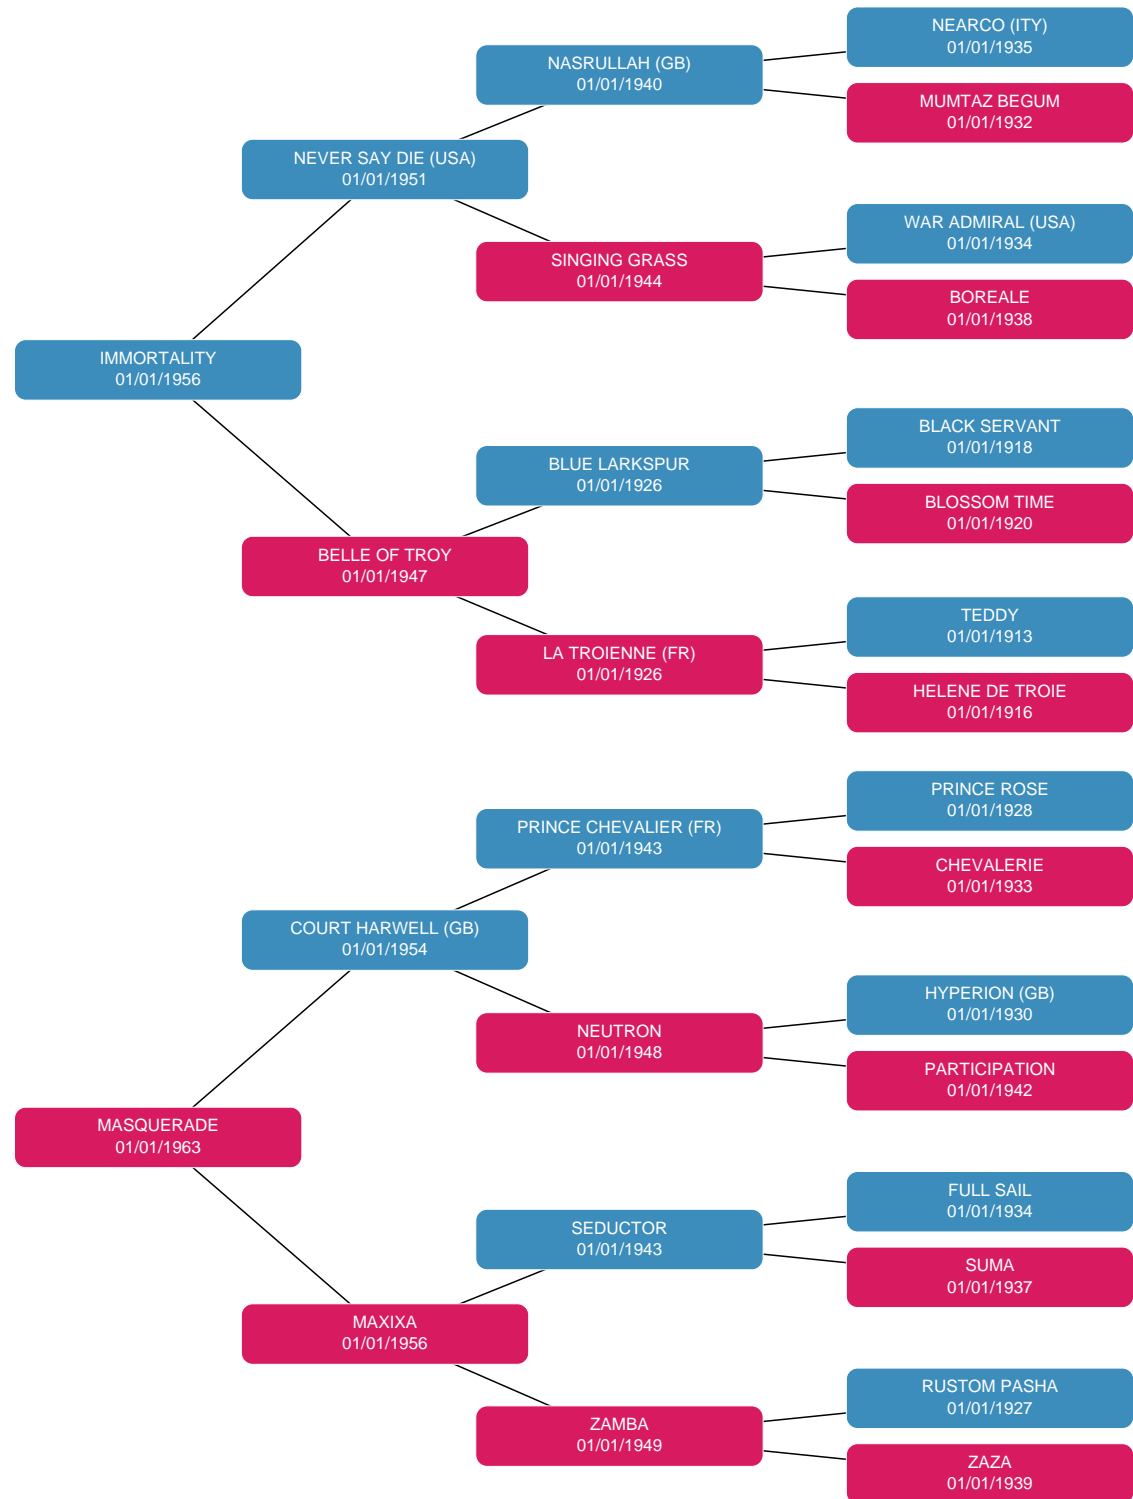 NEARCO (ITY)
01/01/1935
NASRULLAH (GB)
01/01/1940
MUMTAZ BEGUM
01/01/1932
NEVER SAY DIE (USA)
01/01/1951
WAR ADMIRAL (USA)
01/01/1934
SINGING GRASS
01/01/1944
BOREALE
01/01/1938
IMMORTALITY
01/01/1956
BLACK SERVANT
01/01/1918
BLUE LARKSPUR
01/01/1926
BLOSSOM TIME
01/01/1920
BELLE OF TROY
01/01/1947
TEDDY
01/01/1913
LA TROIENNE (FR)
01/01/1926
HELENE DE TROIE
01/01/1916
PRINCE ROSE
01/01/1928
PRINCE CHEVALIER (FR)
01/01/1943
CHEVALERIE
01/01/1933
COURT HARWELL (GB)
01/01/1954
HYPERION (GB)
01/01/1930
NEUTRON
01/01/1948
PARTICIPATION
01/01/1942
MASQUERADE
01/01/1963
FULL SAIL
01/01/1934
SEDUCTOR
01/01/1943
SUMA
01/01/1937
MAXIXA
01/01/1956
RUSTOM PASHA
01/01/1927
ZAMBA
01/01/1949
ZAZA
01/01/1939